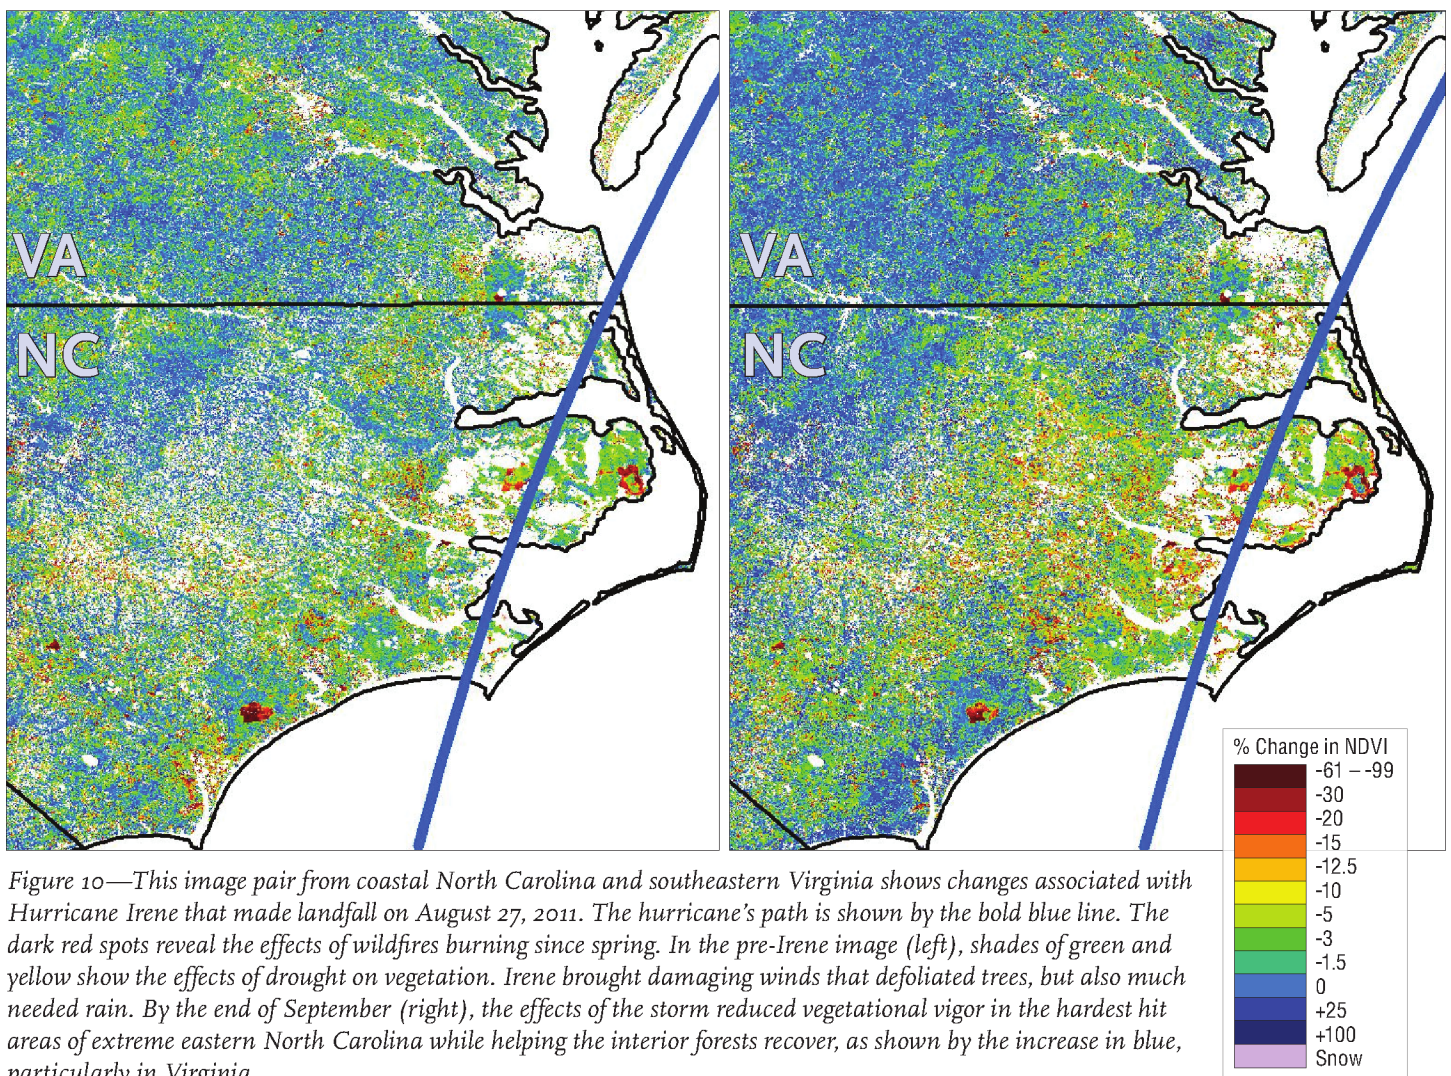 VA
NC
VA
NC
% Change in NDVI
-61 – -99
-30
-20
-15
-12.5
-10
-5
-3
-1.5
0
+25
+100
Snow
Figure 10—This image pair from coastal North Carolina and southeastern Virginia shows changes associated with
Hurricane Irene that made landfall on August 27, 2011. The hurricane's path is shown by the bold blue line. The
dark red spots reveal the effects of wildfires burning since spring. In the pre-Irene image (left), shades of green and
yellow show the effects of drought on vegetation. Irene brought damaging winds that defoliated trees, but also much
needed rain. By the end of September (right), the effects of the storm reduced vegetational vigor in the hardest hit
areas of extreme eastern North Carolina while helping the interior forests recover, as shown by the increase in blue,
particularly in Virginia